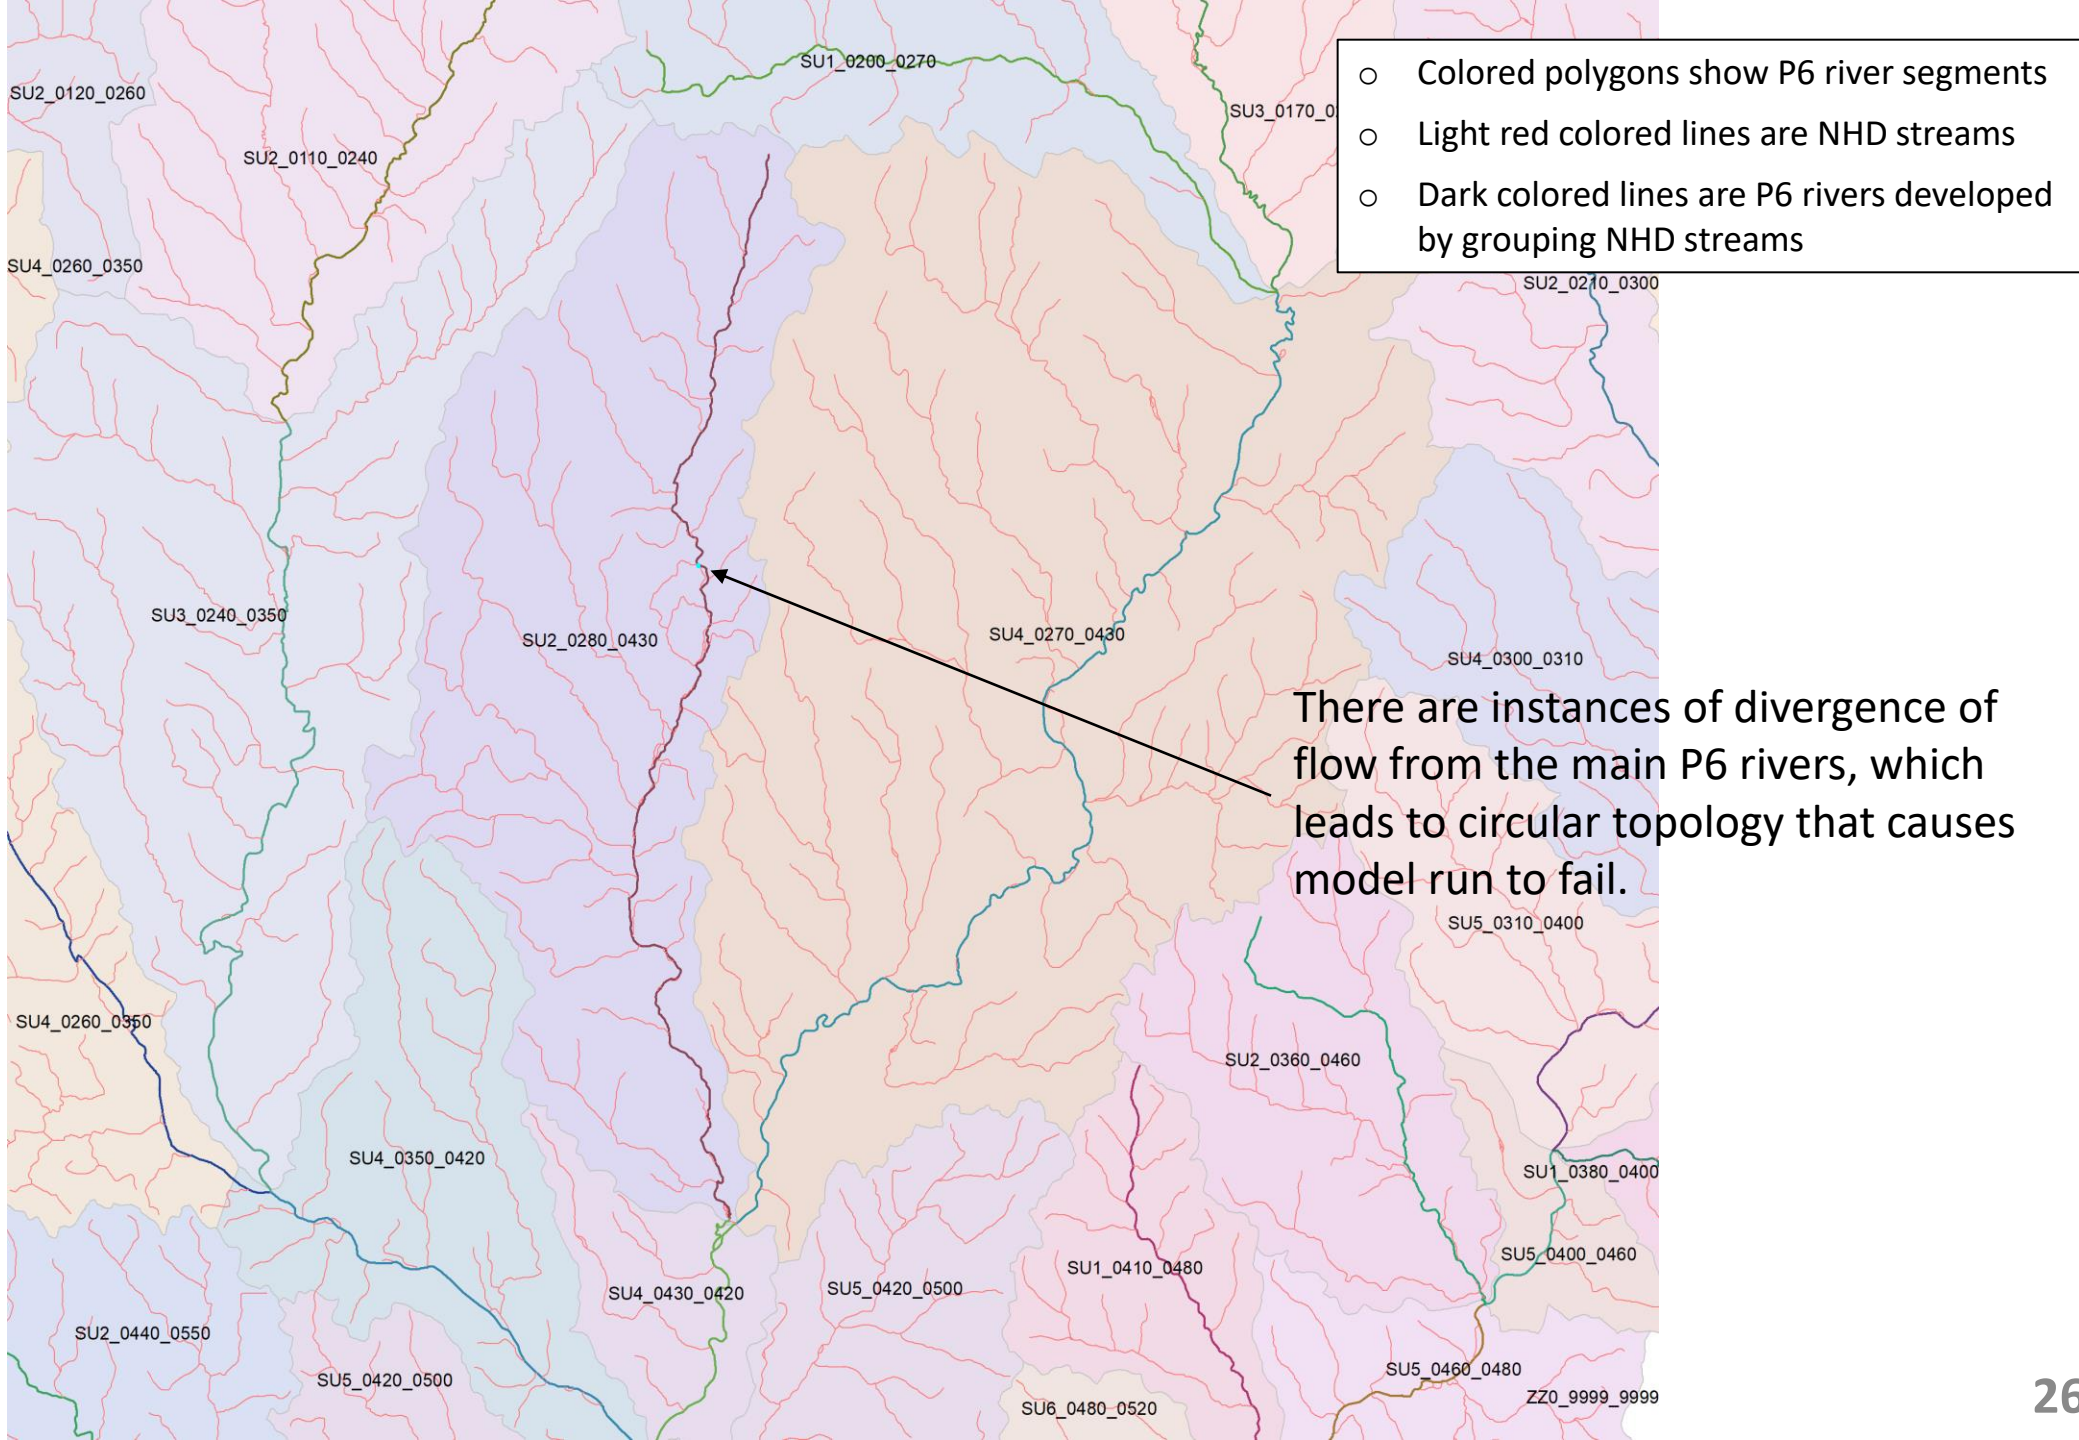 SU1_0200_0270
○ Colored polygons show P6 river segments
SU2_0120_0260
SU3_0170_0
○ Light red colored lines are NHD streams
SU2_0110_0240
○ Dark colored lines are P6 rivers developed
by grouping NHD streams
SU4_0260_0350
SU2_0210_0300
SU3_0240_0350
SU2_0280_0430
SU4_0270_0430
SU4_0300_0310
There are instances of divergence of
flow from the main P6 rivers, which
leads to circular topology that causes
model run to fail.
SU5_0310_0400
SU4_0260_0350
SU2_0360_0460
SU4_0350_0420
SU1_0380_0400
SU5_0400_0460
SU1_0410_0480
SU4_0430_0420
SU5_0420_0500
SU2_0440_0550
SU5_0420_0500
SU5_0460_0480
ZZ0_9999_9999
SU6_0480_0520
26